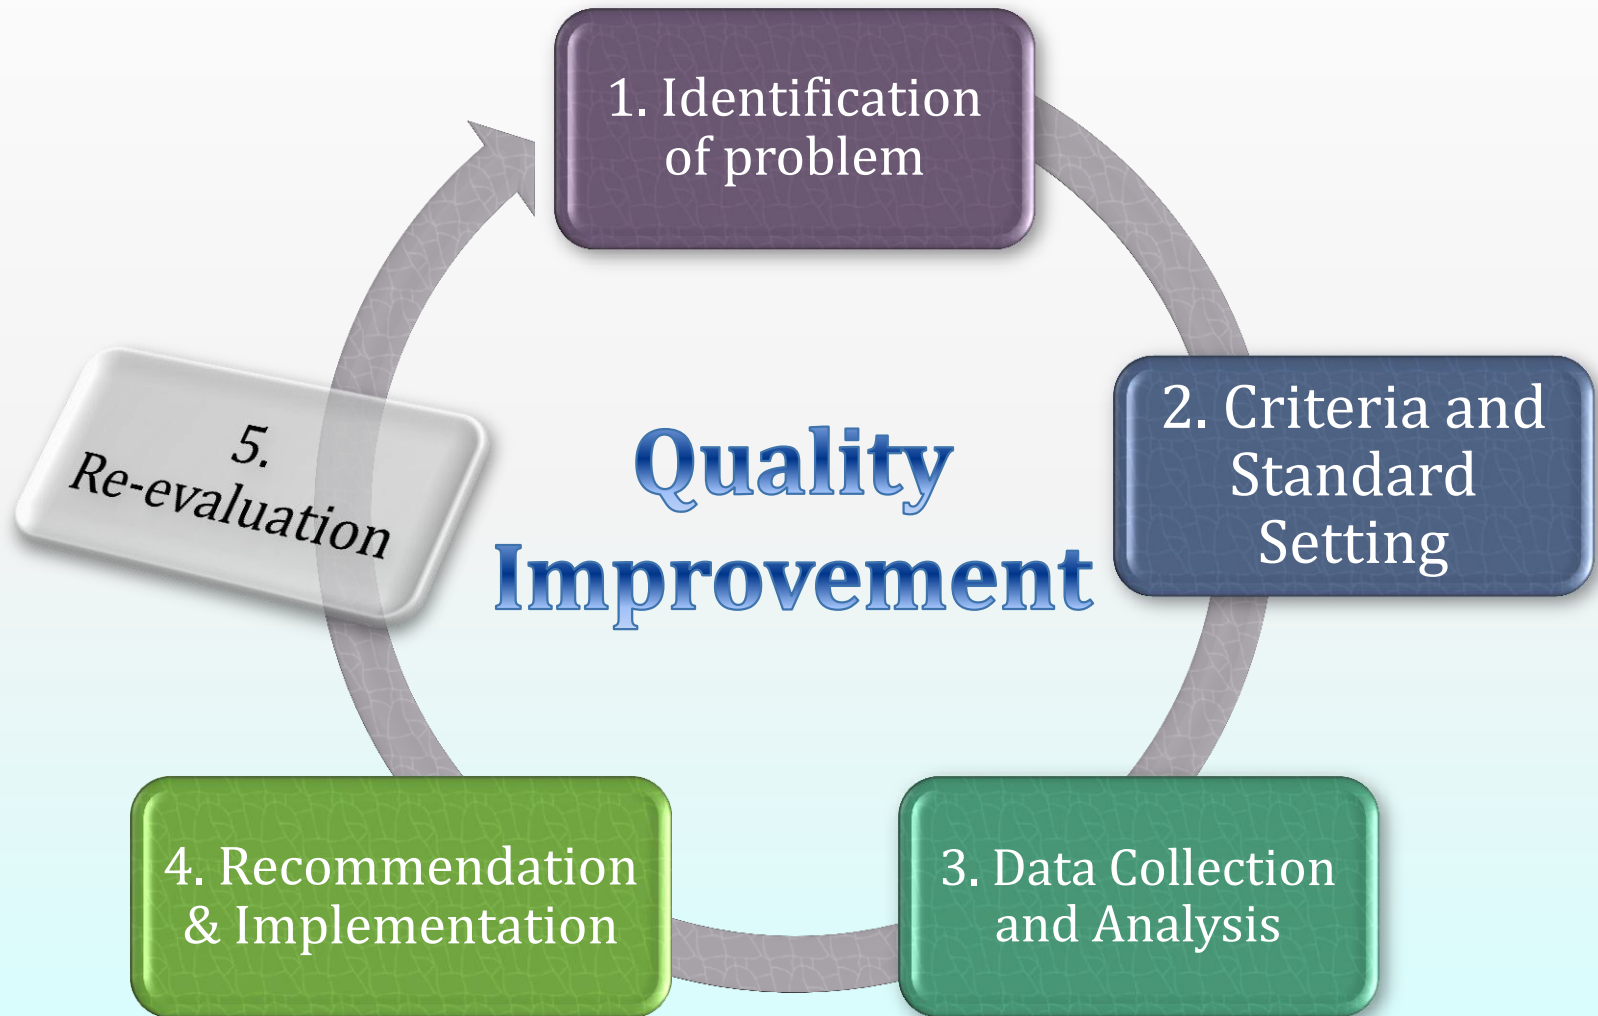 1. Identification
of problem
2. Criteria and
Standard
Setting
3. Data Collection
and Analysis
4. Recommendation
& Implementation
5.
Re-evaluation
Quality
Improvement